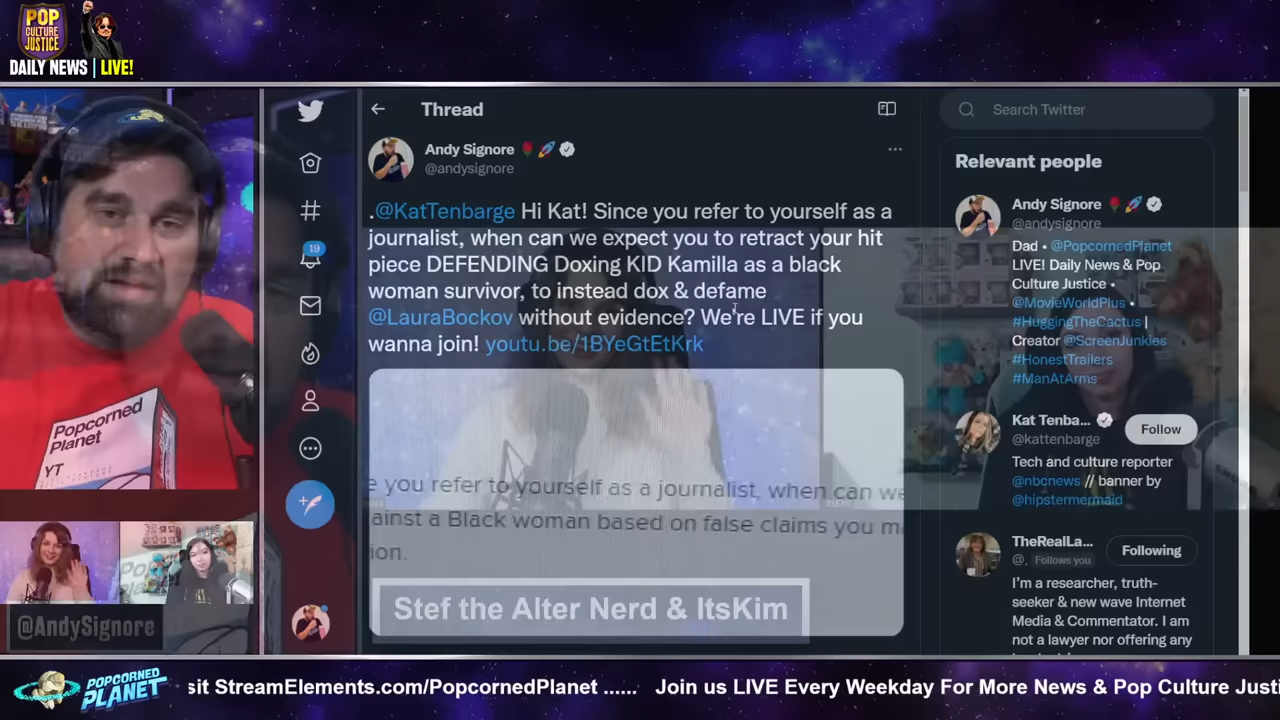 POP
CULTURE
JUSTICE
DAILY NEWS | LIVE!
Thread
Search Twitter
Andy Signore
@andysignore
.@KatTenbarge Hi Kat! Since you refer to yourself as a
journalist, when can we expect you to retract your hit
piece DEFENDING Doxing KID Kamilla as a black
woman survivor, to instead dox & defame
@LauraBockov without evidence? We're LIVE if you
wanna join! youtu.be/1BYeGtEtKrk
e you refer to yourself as a journalist, when can we
ainst a Black woman based on false claims you m
ion.
Stef the Alter Nerd & ItsKim
19
Relevant people
Andy Signore
@andysignore
Dad • @PopcornedPlanet
LIVE! Daily News & Pop
Culture Justice •
@MovieWorldPlus •
#HuggingTheCactus |
Creator @ScreenJunkies
#HonestTrailers
#ManAtArms
Kat Tenba...
@kattenbarge
Follow
Tech and culture reporter
@nbcnews // banner by
@hipstermermaid
TheRealLa...
@. Follows you
Following
I'm a researcher, truth-
seeker & new wave Internet
Media & Commentator. I am
not a lawyer nor offering any
Popcorned
Planet
YT
@AndySignore
POPCORNED
PLANET
sit StreamElements.com/PopcornedPlanet ...... Join us LIVE Every Weekday For More News & Pop Culture Justi